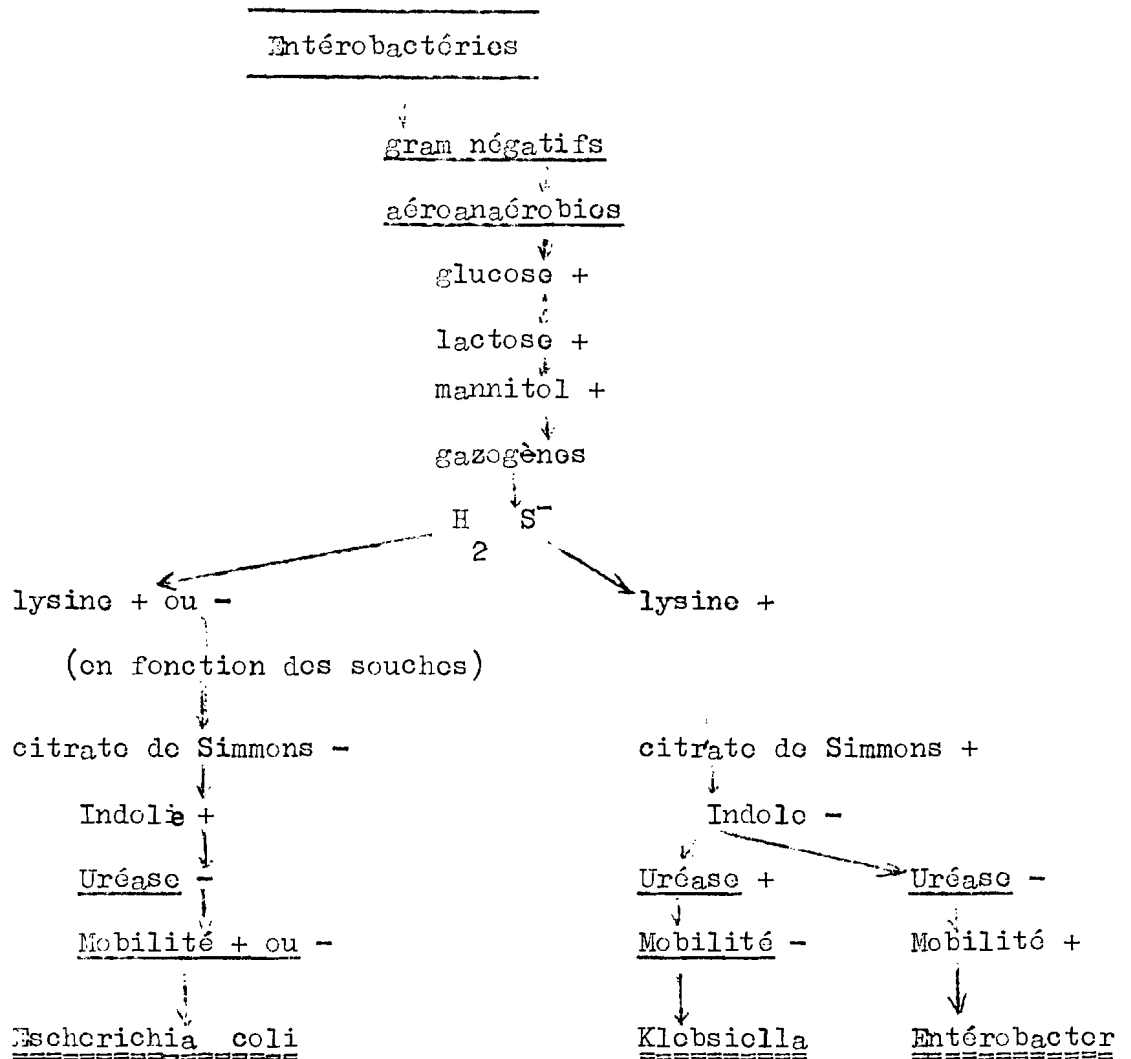 Entérobactéries
gram négatifs
aéroanaérobies
glucose +
lactose +
mannitol +
gazogènes
H2 S-
lysine + ou -
lysine +
(en fonction des souches)
citrate de Simmons -
citrate de Simmons +
Indole +
Indole -
Uréase -
Uréase +
Uréase -
Mobilité + ou -
Mobilité -
Mobilité +
Escherichia coli
Klebsiella
Entérobacter